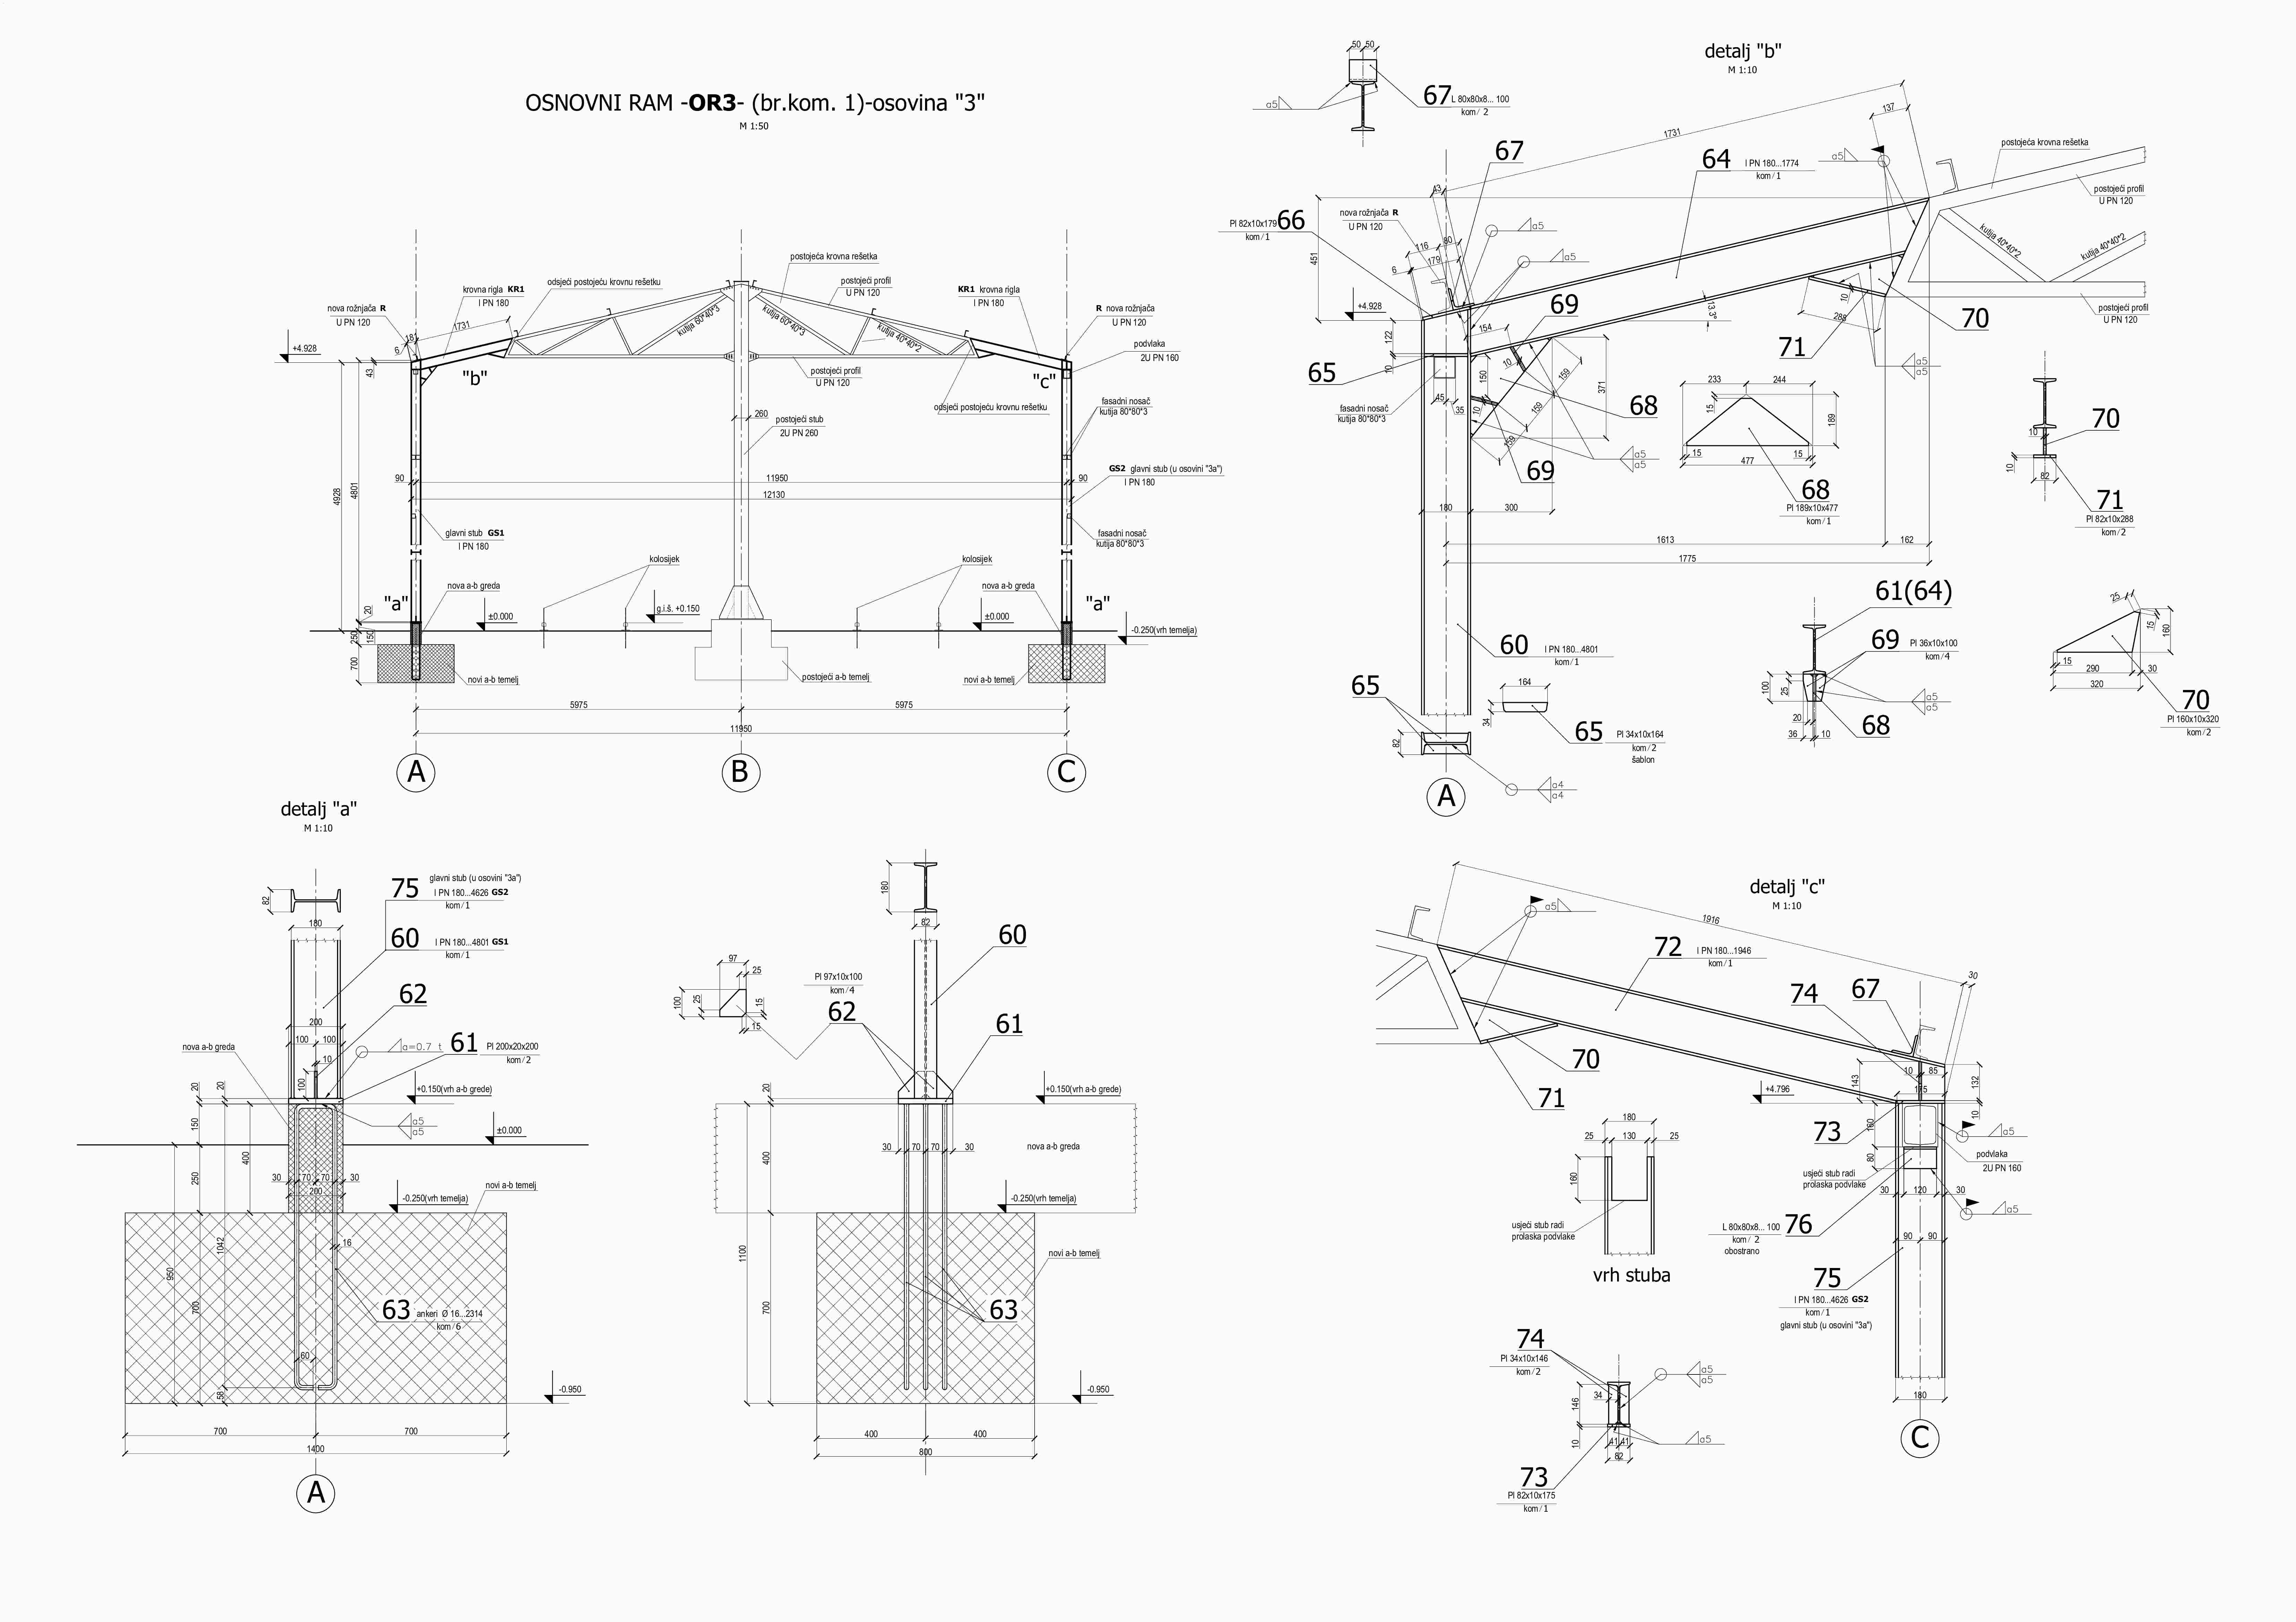 OSNOVNI RAM -OR3- (br.kom. 1)-osovina "3"
M 1:50
postojeća krovna rešetka
odsjeći postojeću krovnu rešetku
postojeći profil
U PN 120
krovna rigla KR1
I PN 180
KR1 krovna rigla
I PN 180
nova rožnjača R
U PN 120
R nova rožnjača
U PN 120
1731
181
6
kutija 60*40*3
kutija 60*40*3
kutija 40*40*2
+4.928
43
podvlaka
2U PN 160
"b"
"c"
postojeći profil
U PN 120
odsjeći postojeću krovnu rešetku
fasadni nosač
kutija 80*80*3
260
postojeći stub
2U PN 260
GS2 glavni stub (u osovini "3a")
I PN 180
90
11950
90
12130
4928
4801
glavni stub GS1
I PN 180
fasadni nosač
kutija 80*80*3
kolosijek
kolosijek
nova a-b greda
nova a-b greda
"a"
"a"
20
±0.000
g.i.š. +0.150
±0.000
-0.250(vrh temelja)
250
150
700
novi a-b temelj
postojeći a-b temelj
novi a-b temelj
5975
5975
11950
A
B
C
detalj "b"
M 1:10
50
50
a5
67
L 80x80x8... 100
kom/ 2
1731
137
67
64
I PN 180...1774
kom/1
a5
postojeća krovna rešetka
postojeći profil
U PN 120
43
Pl 82x10x179
kom/1
66
nova rožnjača R
U PN 120
a5
116
80
179
6
a5
451
kutija 40*40*2
kutija 40*40*2
+4.928
122
10
154
69
13.3°
10
288
70
postojeći profil
U PN 120
71
a5
a5
65
10
150
159
371
fasadni nosač
kutija 80*80*3
45
35
10
159
159
68
233
244
15
189
15
15
477
68
Pl 189x10x477
kom/1
69
a5
a5
70
10
10
82
71
Pl 82x10x288
kom/2
180
300
1613
162
1775
60
I PN 180...4801
kom/1
65
164
34
65
Pl 34x10x164
kom/2
šablon
82
a4
a4
A
61(64)
69
Pl 36x10x100
kom/4
100
25
a5
a5
20
68
36
10
25
15
160
15
290
30
320
70
Pl 160x10x320
kom/2
detalj "a"
M 1:10
82
75
glavni stub (u osovini "3a")
I PN 180...4626 GS2
kom/1
180
60
I PN 180...4801 GS1
kom/1
62
200
100
100
nova a-b greda
a=0.7 t
61
Pl 200x20x200
kom/2
10
100
20
20
+0.150(vrh a-b grede)
a5
a5
150
±0.000
400
250
30
70
70
30
200
novi a-b temelj
-0.250(vrh temelja)
1042
16
950
700
63
ankeri Ø 16...2314
kom/6
60
58
-0.950
700
700
1400
A
180
82
60
97
25
100
25
15
15
Pl 97x10x100
kom/4
62
61
20
+0.150(vrh a-b grede)
30
70
70
30
nova a-b greda
400
-0.250(vrh temelja)
1100
700
novi a-b temelj
63
-0.950
400
400
800
detalj "c"
M 1:10
1916
a5
72
I PN 180...1946
kom/1
30
74
67
70
71
143
10
85
175
132
10
+4.796
73
160
80
a5
podvlaka
2U PN 160
usjeći stub radi
prolaska podvlake
30
120
30
a5
180
25
130
25
160
usjeći stub radi
prolaska podvlake
vrh stuba
L 80x80x8... 100
kom/ 2
obostrano
76
90
90
75
I PN 180...4626 GS2
kom/1
glavni stub (u osovini "3a")
180
C
74
Pl 34x10x146
kom/2
34
146
10
a5
a5
a5
41
41
82
73
Pl 82x10x175
kom/1